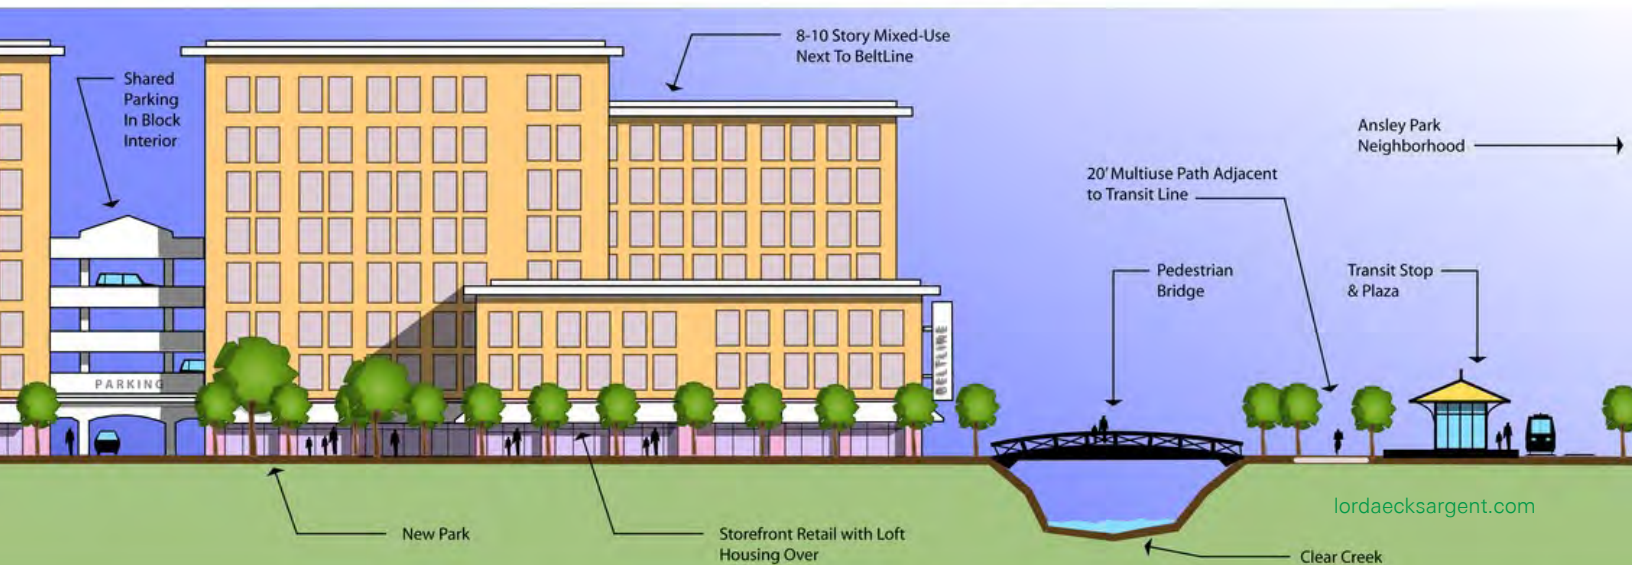 8-10 Story Mixed-Use
Next To BeltLine
Shared
Parking
In Block
Interior
Ansley Park
Neighborhood
20' Multiuse Path Adjacent
to Transit Line
Pedestrian
Bridge
Transit Stop
& Plaza
BELTLINE
PARKING
lordaecksargent.com
New Park
Storefront Retail with Loft
Housing Over
Clear Creek